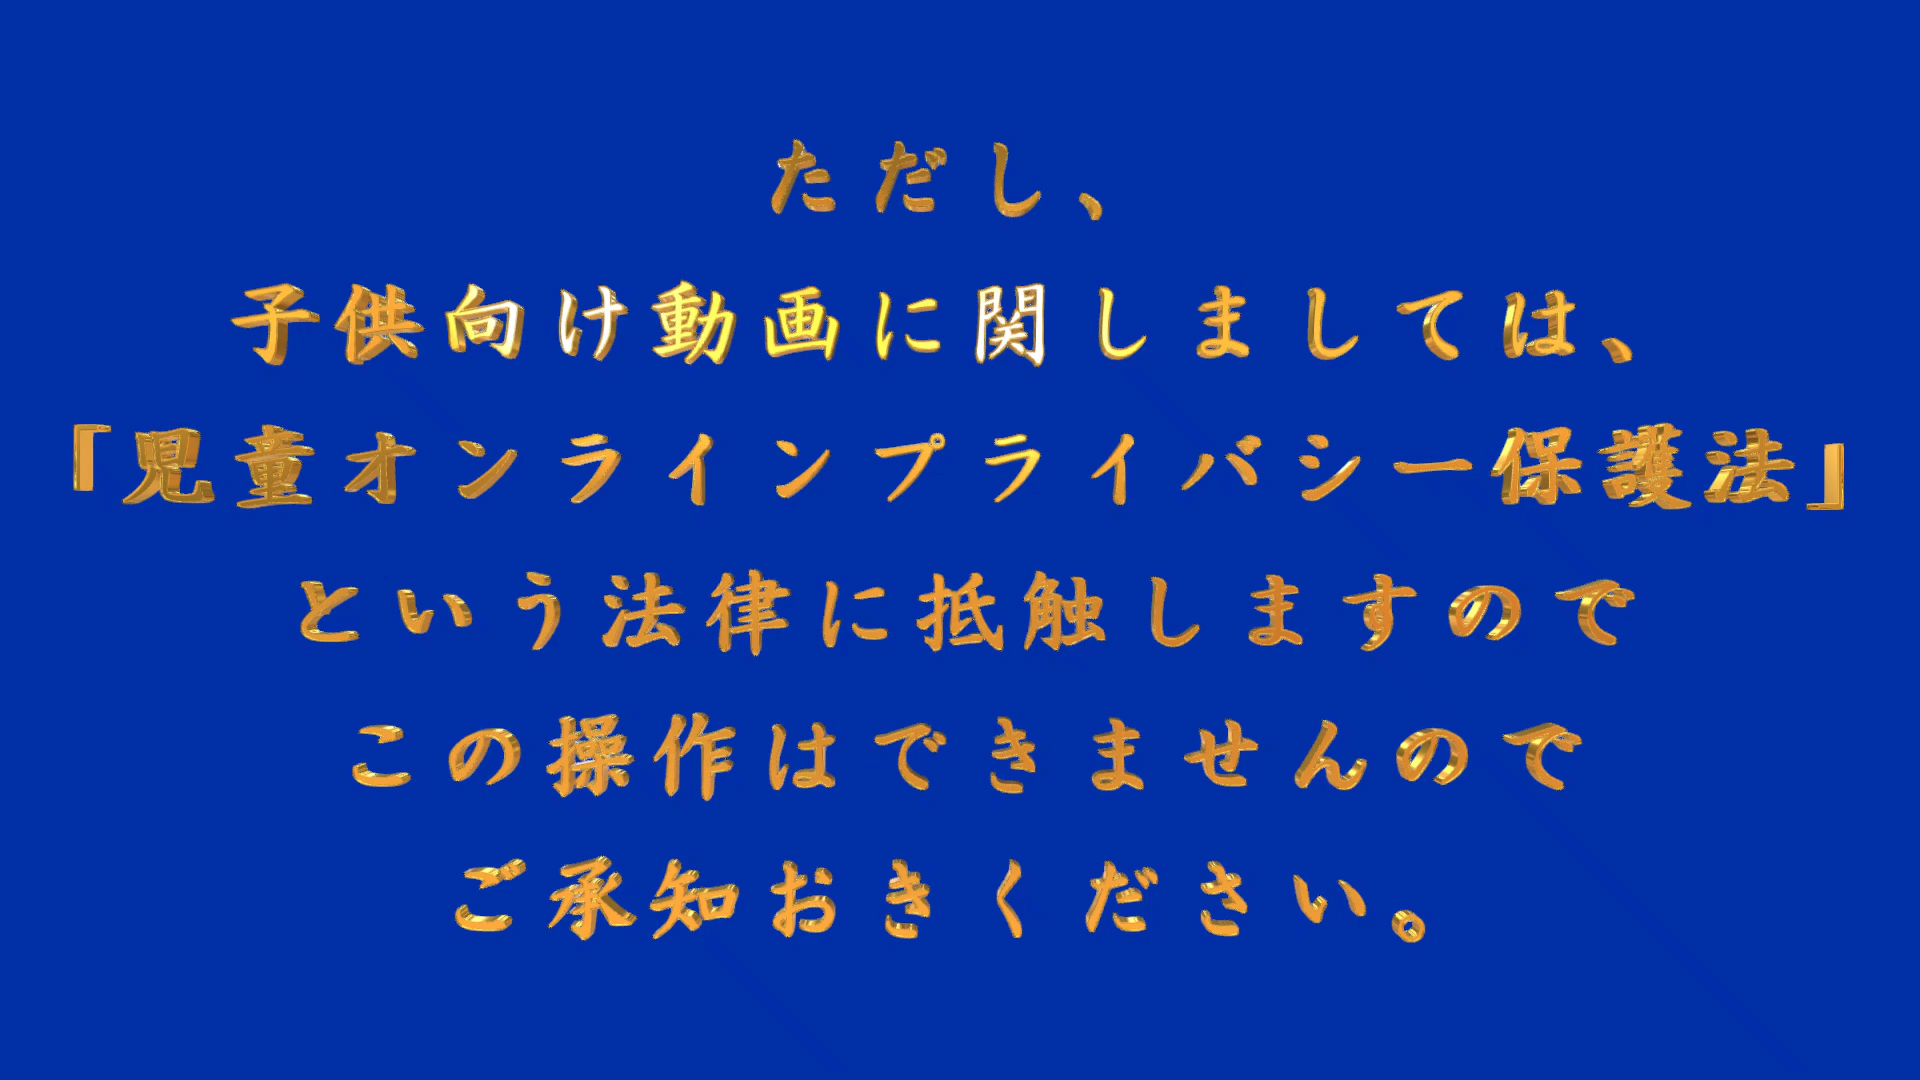 ただし、
子供向け動画に関しましては、
「児童オンラインプライバシー保護法」
という法律に抵触しますので
この操作はできませんので
ご承知おきください。